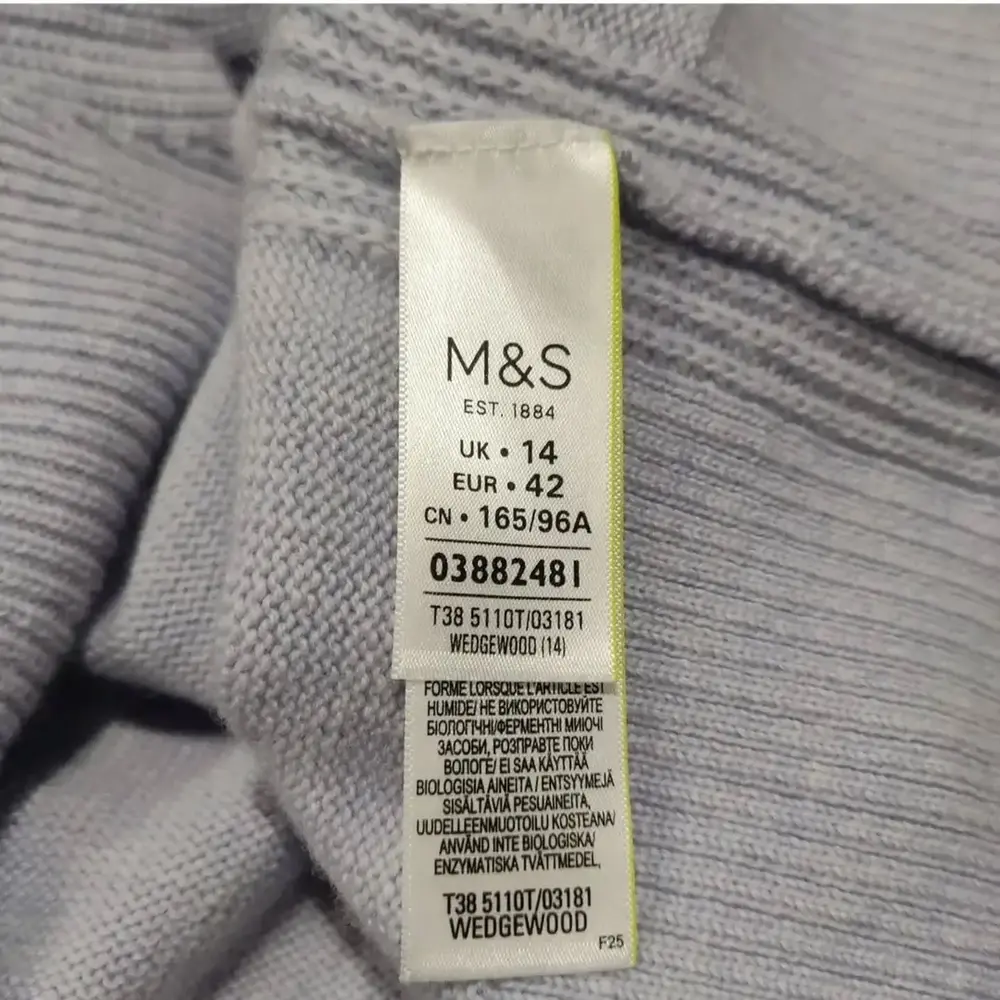 M&S
EST. 1884
UK • 14
EUR • 42
CN • 165/96A
03882481
T38 5110T/03181
WEDGEWOOD (14)
FORME LORSQUE L'ARTICLE EST
HUMIDE/ НЕ ВИКОРИСТОВУЙТЕ
БІОЛОГІЧНІ/ФЕРМЕНТНІ МИЮЧІ
ЗАСОБИ, РОЗПРАВТЕ ПОКИ
ВОЛОГЕ/ EI SAA KÄYTTÄÄ
BIOLOGISIA AINEITA / ENTSYYMEJÄ
SISÄLTÄVIÄ PESUAINEITA,
UUDELLEENMUOTOILU KOSTEANA/
ANVÄND INTE BIOLOGISKA/
ENZYMATISKA TVÄTTMEDEL,
T38 5110T/03181
WEDGEWOOD
F25